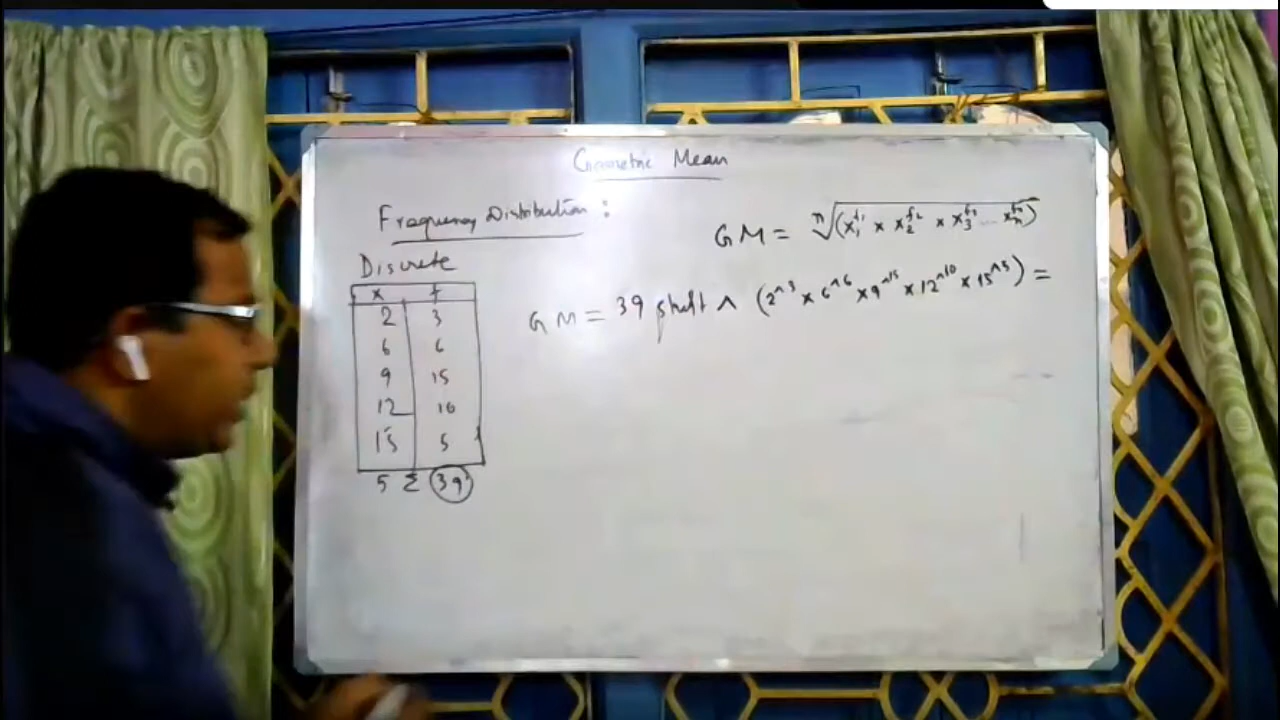 Geometric Mean
Frequency Distribution :
GM = ⁿ√(x₁^f₁ × x₂^f₂ × x₃^f₃ ... xₙ^fₙ)
Discrete
x f
2 3
6 6
9 15
12 10
15 5
5 Σ 39
GM = 39 shift ^ (2^3 × 6^6 × 9^15 × 12^10 × 15^5) =